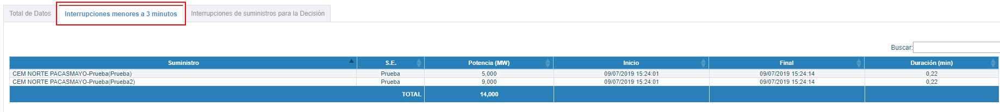 Total de Datos Interrupciones menores a 3 minutos Interrupciones de suministros para la Decisión
Buscar:
Suministro S.E. Potencia (MW) Inicio Final Duración (min)
CEM NORTE PACASMAYO-Prueba(Prueba) Prueba 5,000 09/07/2019 15:24:01 09/07/2019 15:24:14 0,22
CEM NORTE PACASMAYO-Prueba(Prueba2) Prueba 9,000 09/07/2019 15:24:01 09/07/2019 15:24:14 0,22
TOTAL 14,000